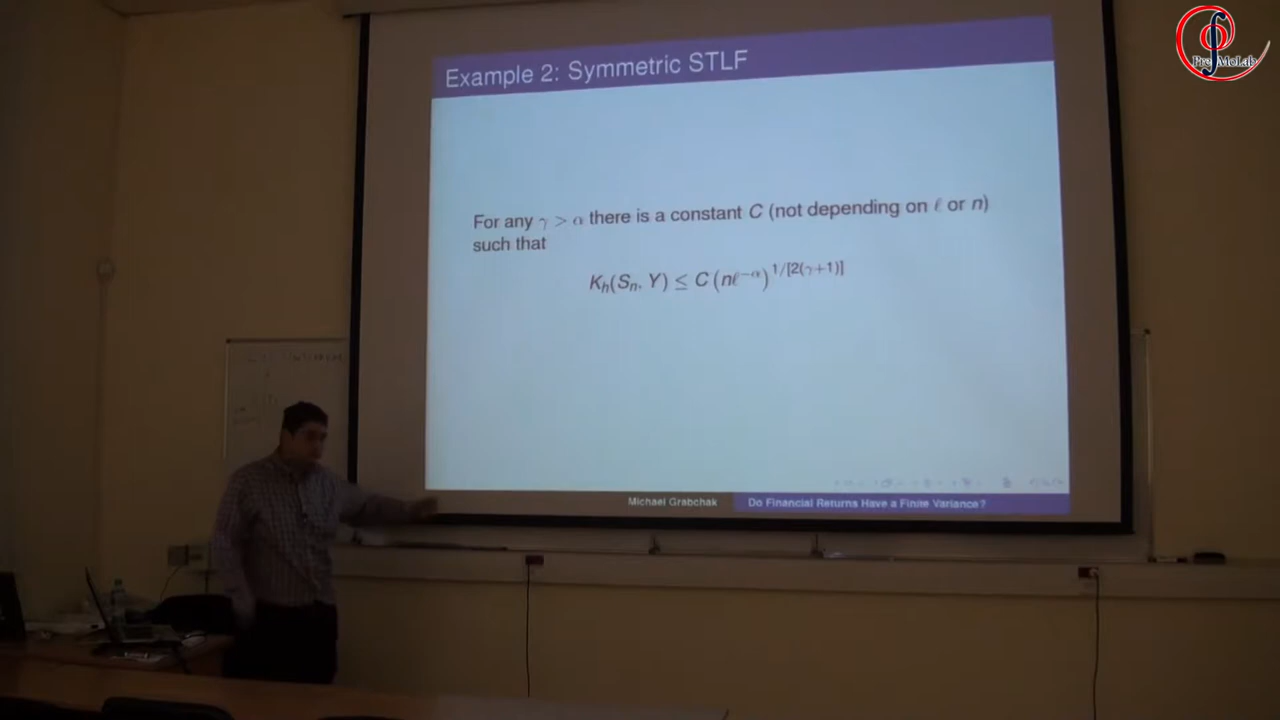 PreMoLab
Example 2: Symmetric STLF
For any γ > α there is a constant C (not depending on ℓ or n)
such that
K_h(S_n, Y) ≤ C (nℓ^{-α})^{1/[2(γ+1)]}
Michael Grabchak Do Financial Returns Have a Finite Variance?